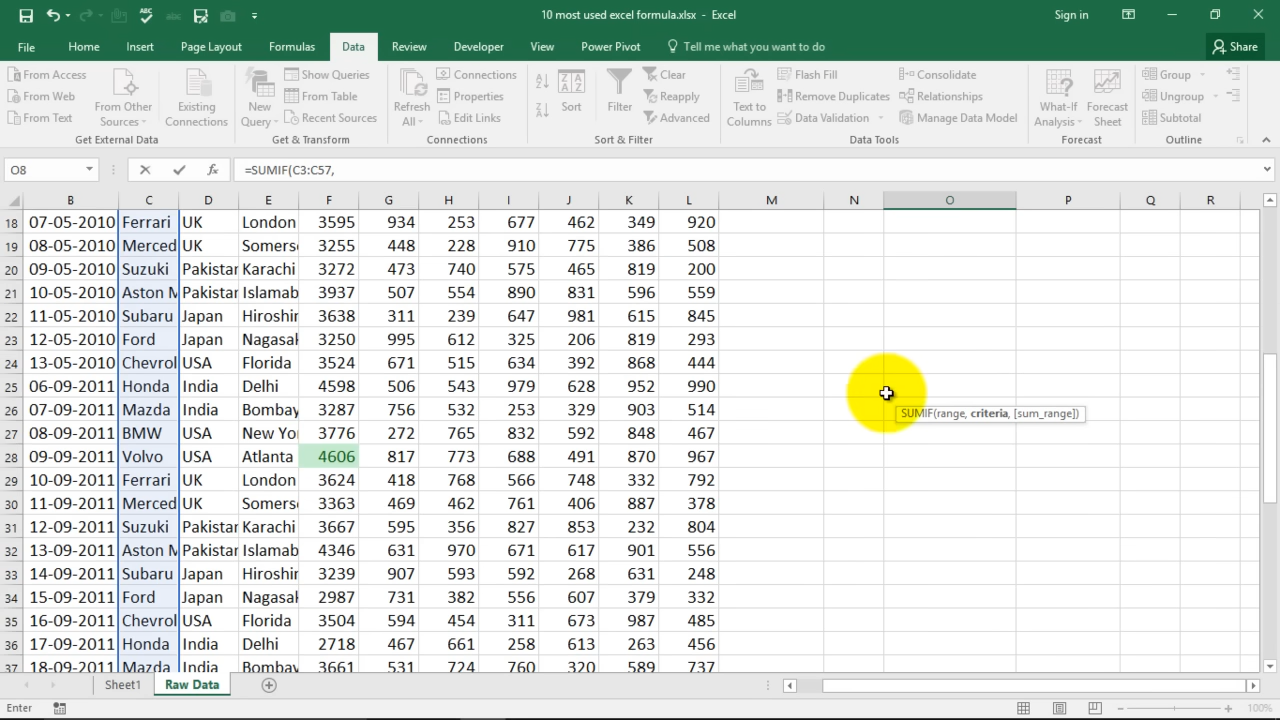 10 most used excel formula.xlsx - Excel
Sign in
File Home Insert Page Layout Formulas Data Review Developer View Power Pivot Tell me what you want to do Share
From Access
From Web
From Text
From Other Sources
Existing Connections
Get External Data
New Query
Show Queries
From Table
Recent Sources
Get & Transform
Refresh All
Connections
Properties
Edit Links
Connections
Sort
Filter
Clear
Reapply
Advanced
Sort & Filter
Text to Columns
Flash Fill
Remove Duplicates
Data Validation
Consolidate
Relationships
Manage Data Model
Data Tools
What-If Analysis
Forecast Sheet
Forecast
Group
Ungroup
Subtotal
Outline
O8 fx =SUMIF(C3:C57,
B C D E F G H I J K L M N O P Q R
18 07-05-2010 Ferrari UK London 3595 934 253 677 462 349 920
19 08-05-2010 Merced UK Somerse 3255 448 228 910 775 386 508
20 09-05-2010 Suzuki Pakistan Karachi 3272 473 740 575 465 819 200
21 10-05-2010 Aston M Pakistan Islamab 3937 507 554 890 831 596 559
22 11-05-2010 Subaru Japan Hiroshin 3638 311 239 647 981 615 845
23 12-05-2010 Ford Japan Nagasak 3250 995 612 325 206 819 293
24 13-05-2010 Chevrol USA Florida 3524 671 515 634 392 868 444
25 06-09-2011 Honda India Delhi 4598 506 543 979 628 952 990
26 07-09-2011 Mazda India Bombay 3287 756 532 253 329 903 514
27 08-09-2011 BMW USA New Yor 3776 272 765 832 592 848 467
28 09-09-2011 Volvo USA Atlanta 4606 817 773 688 491 870 967
29 10-09-2011 Ferrari UK London 3624 418 768 566 748 332 792
30 11-09-2011 Merced UK Somerse 3363 469 462 761 406 887 378
31 12-09-2011 Suzuki Pakistan Karachi 3667 595 356 827 853 232 804
32 13-09-2011 Aston M Pakistan Islamab 4346 631 970 671 617 901 556
33 14-09-2011 Subaru Japan Hiroshin 3239 907 593 592 268 631 248
34 15-09-2011 Ford Japan Nagasak 2987 731 382 556 607 379 332
35 16-09-2011 Chevrol USA Florida 3504 594 454 311 673 987 485
36 17-09-2011 Honda India Delhi 2718 467 661 258 613 263 456
37 18-09-2011 Mazda India Bombay 3661 531 724 760 320 589 737
SUMIF(range, criteria, [sum_range])
Sheet1 Raw Data
Enter 100%